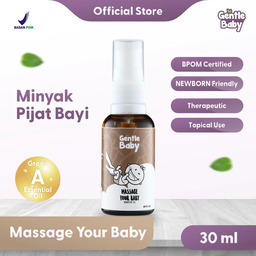 Official Store
BADAN POM
Gentle
Baby
Minyak
Pijat Bayi
BPOM Certified
NEWBORN Friendly
Therapeutic
Topical Use
Grade
A
Essential
Oil
Gentle
Baby
MASSAGE
YOUR BABY
Massage Your Baby
30 ml